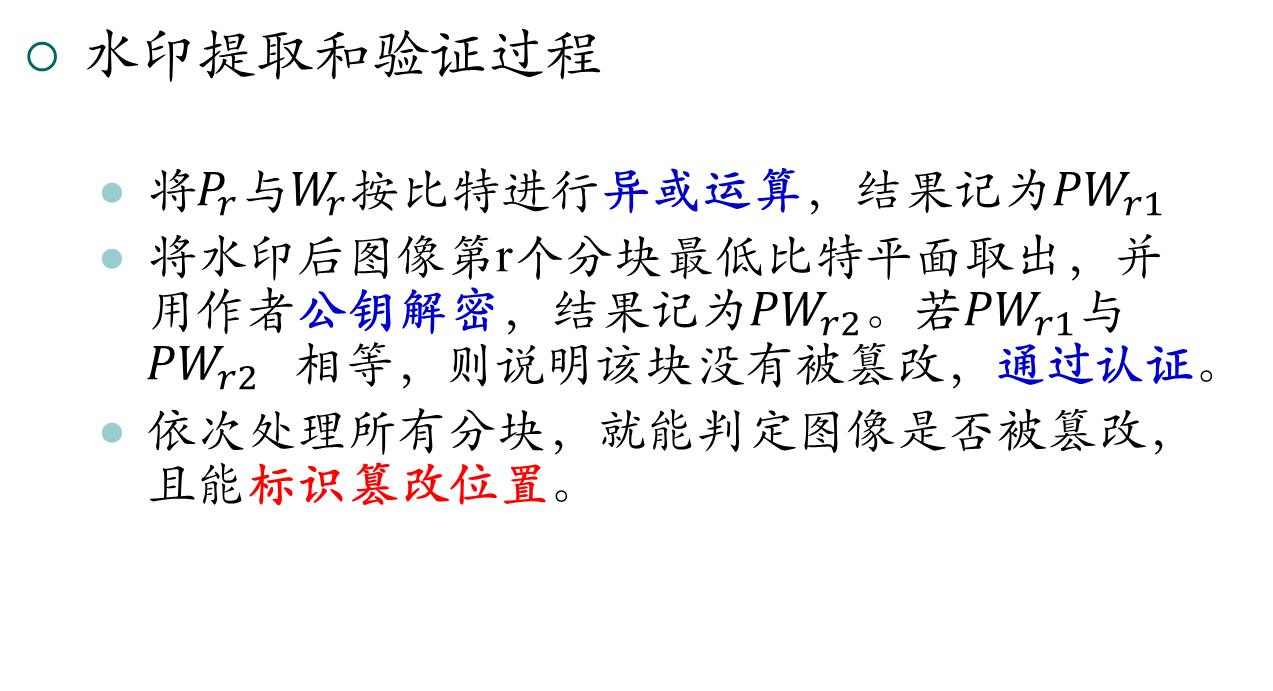 水印提取和验证过程
将Pr与Wr按比特进行异或运算，结果记为PWr1
将水印后图像第r个分块最低比特平面取出，并
用作者公钥解密，结果记为PWr2。若PWr1与
PWr2 相等，则说明该块没有被篡改，通过认证。
依次处理所有分块，就能判定图像是否被篡改，
且能标识篡改位置。